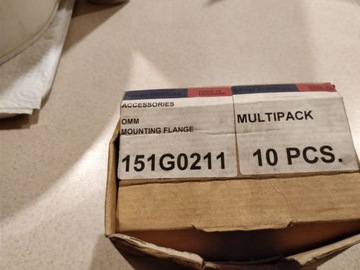 ACCESSORIES
OMM
MOUNTING FLANGE
151G0211
MULTIPACK
10 PCS.